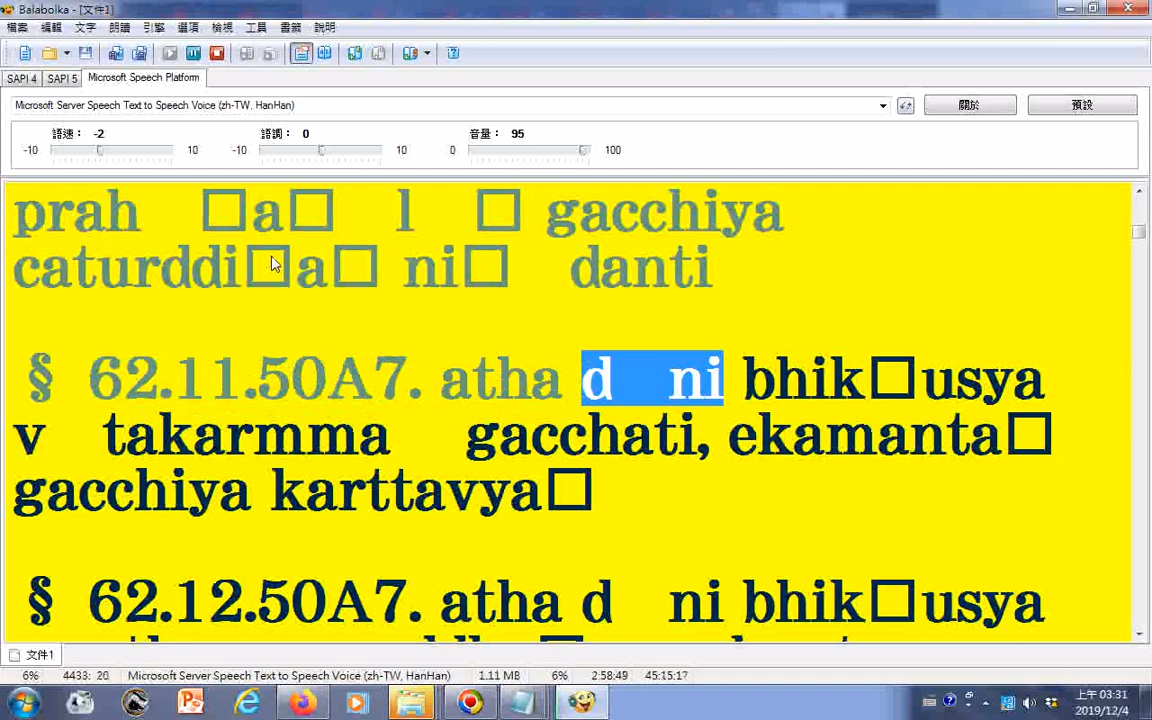 Balabolka - [文件1]
檔案 編輯 文字 朗讀 引擎 選項 檢視 工具 書籤 說明
SAPI 4 SAPI 5 Microsoft Speech Platform
Microsoft Server Speech Text to Speech Voice (zh-TW, HanHan) 關於 預設
語速： -2 語調： 0 音量： 95
-10 10 -10 10 0 100
prah □a□ l □ gacchiya
caturddi□a□ ni□ danti
§ 62.11.50A7. atha d ni bhik□usya
v takarmma gacchati, ekamanta□
gacchiya karttavya□
§ 62.12.50A7. atha d ni bhik□usya
文件1
6% 4433: 20 Microsoft Server Speech Text to Speech Voice (zh-TW, HanHan) 1.11 MB 6% 2:58:49 45:15:17
上午 03:31
2019/12/4